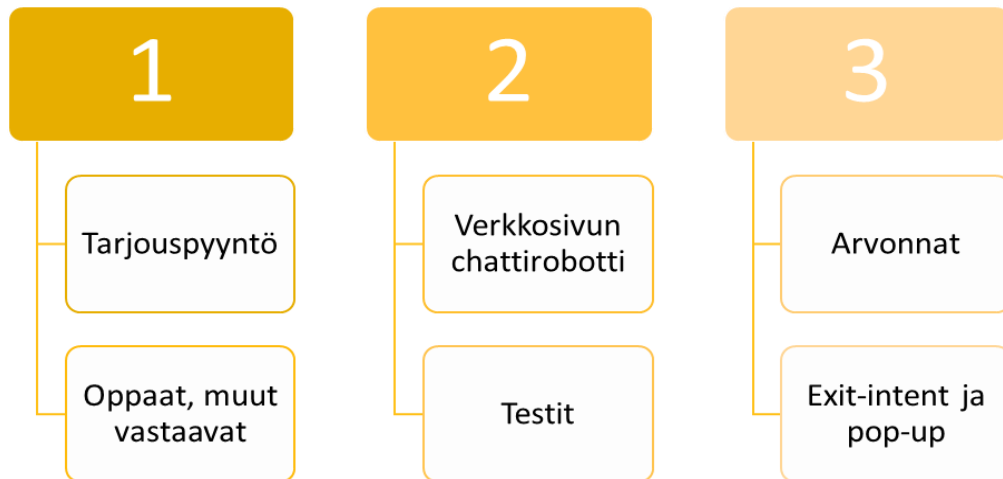 1
Tarjouspyyntö
Oppaat, muut
vastaavat
2
Verkkosivun
chattirobotti
Testit
3
Arvonnat
Exit-intent ja
pop-up